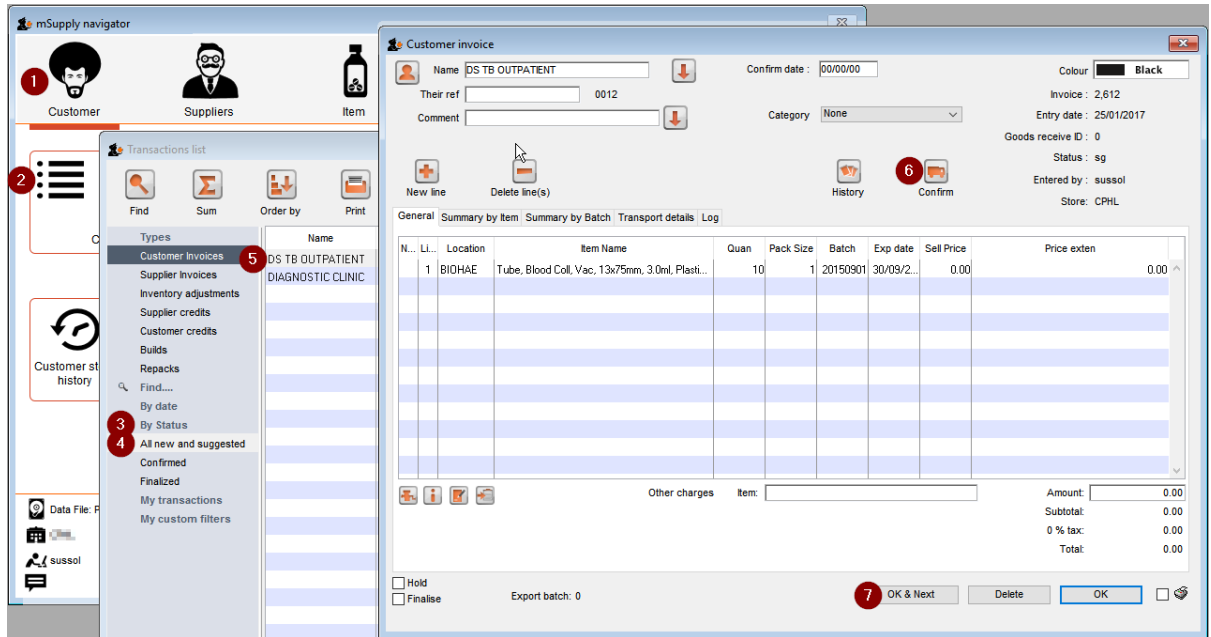 mSupply navigator
1
Customer
Suppliers
Item
2
C
Customer st
history
Data File: P
sussol
Transactions list
Find
Sum
Order by
Print
Types
Customer Invoices
Supplier Invoices
Inventory adjustments
Supplier credits
Customer credits
Builds
Repacks
Find....
By date
3 By Status
4 All new and suggested
Confirmed
Finalized
My transactions
My custom filters
Name
5 DS TB OUTPATIENT
DIAGNOSTIC CLINIC
Customer invoice
Name DS TB OUTPATIENT
Confirm date : 00/00/00
Colour Black
Their ref 0012
Invoice : 2,612
Comment
Category None
Entry date : 25/01/2017
Goods receive ID : 0
Status : sg
Entered by : sussol
Store: CPHL
New line
Delete line(s)
History
6 Confirm
General Summary by Item Summary by Batch Transport details Log
N... Li... Location Item Name Quan Pack Size Batch Exp date Sell Price Price exten
1 BIOHAE Tube, Blood Coll, Vac, 13x75mm, 3.0ml, Plasti... 10 1 20150901 30/09/2... 0.00 0.00
Other charges Item: Amount: 0.00
Subtotal: 0.00
0 % tax: 0.00
Total: 0.00
Hold
Finalise
Export batch: 0
7 OK & Next
Delete
OK